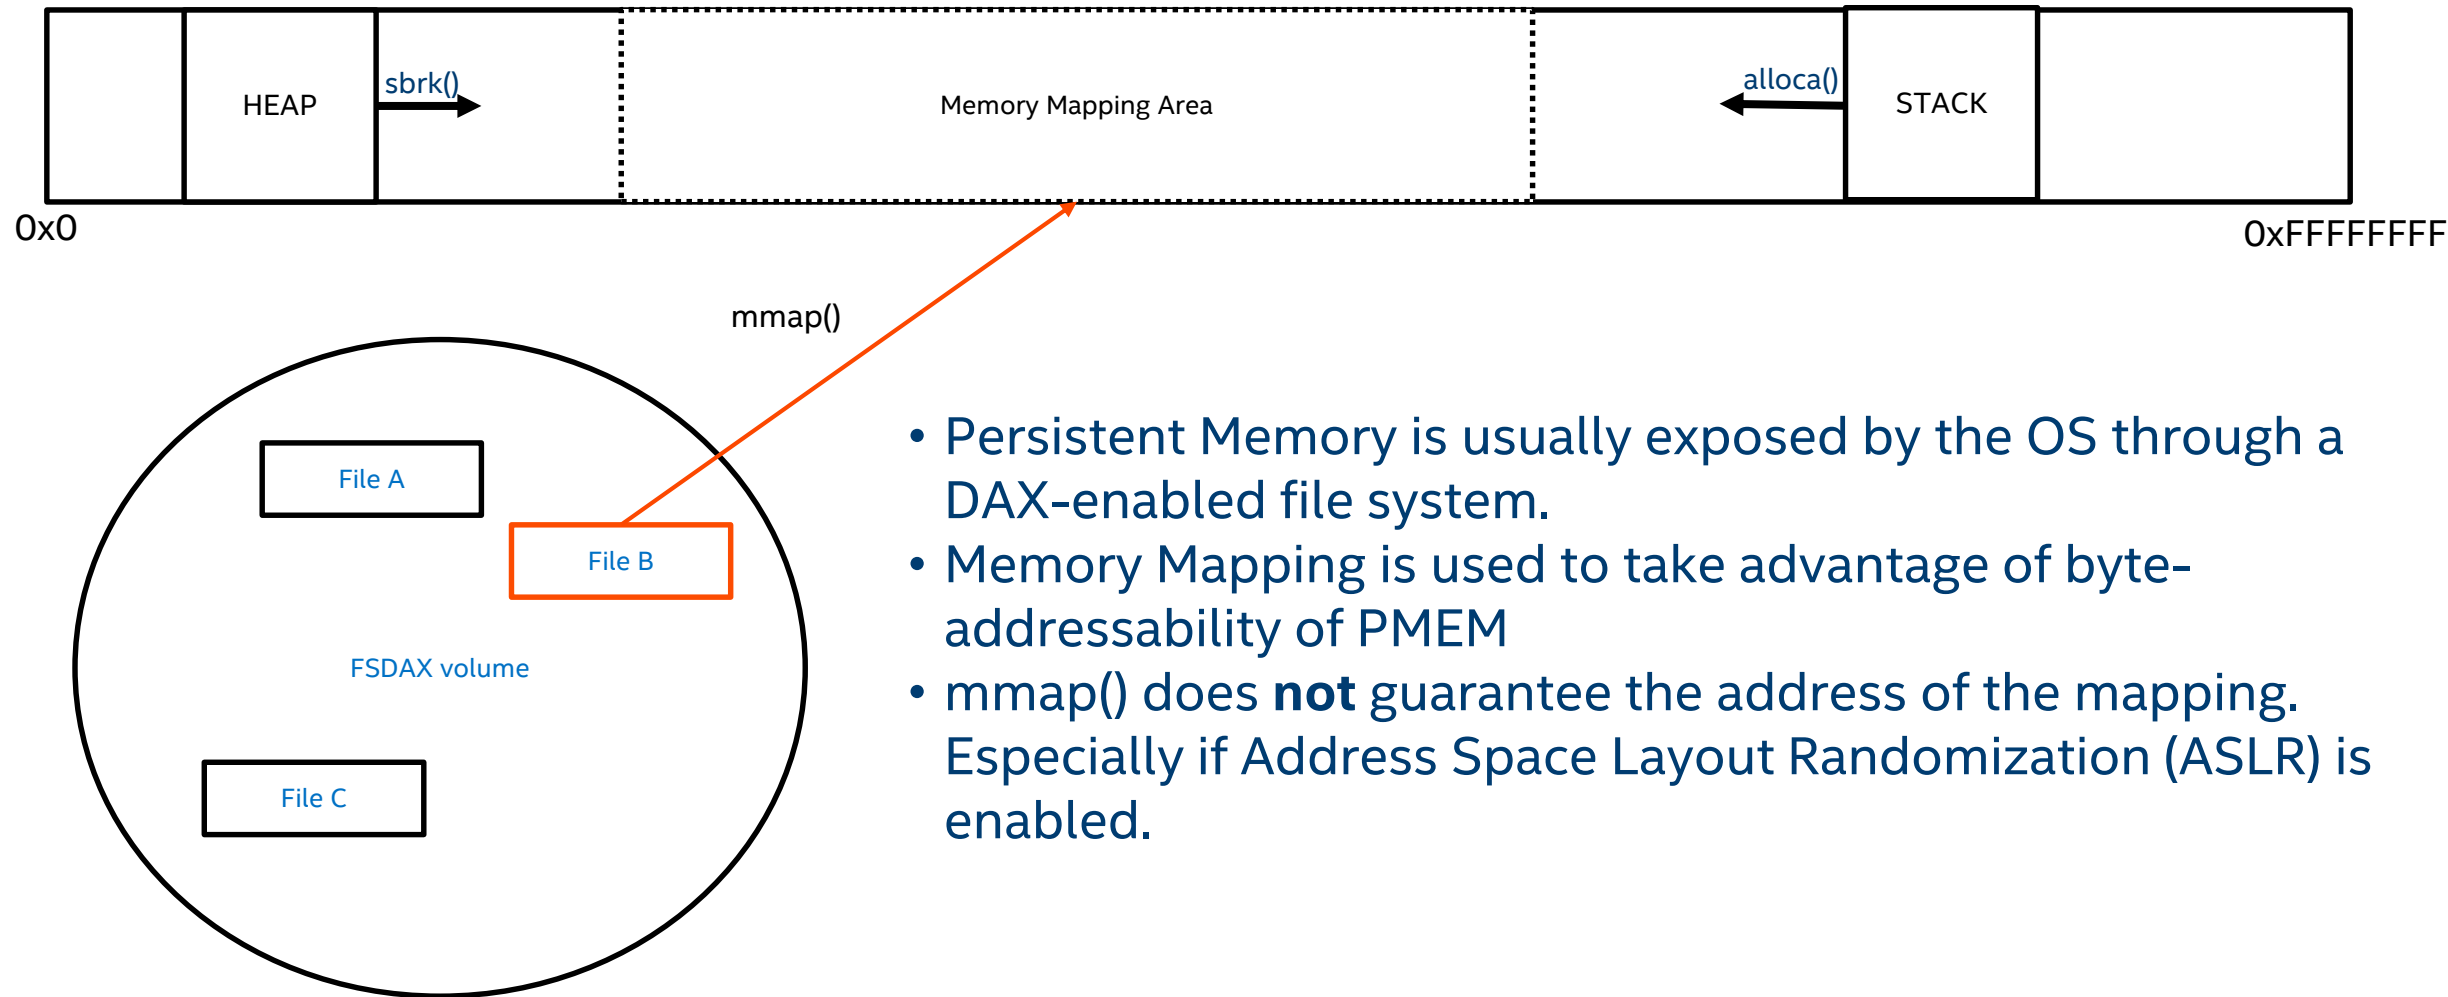 HEAP
sbrk()
Memory Mapping Area
alloca()
STACK
0x0
0xFFFFFFFF
mmap()
File A
File B
FSDAX volume
File C
• Persistent Memory is usually exposed by the OS through a
DAX-enabled file system.
• Memory Mapping is used to take advantage of byte-
addressability of PMEM
• mmap() does not guarantee the address of the mapping.
Especially if Address Space Layout Randomization (ASLR) is
enabled.